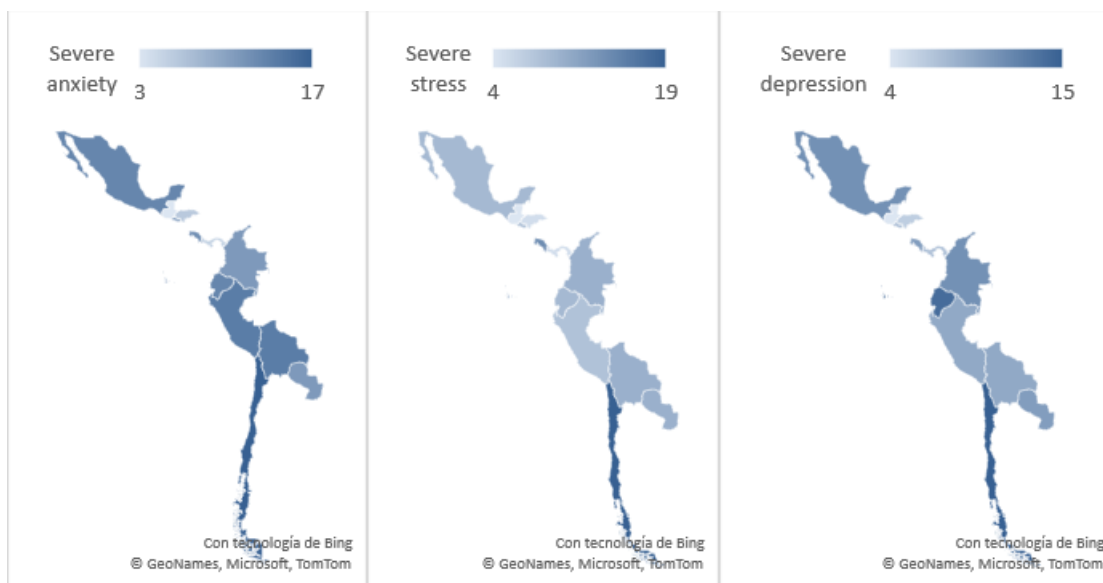 Severe
anxiety
3 17
Con tecnología de Bing
© GeoNames, Microsoft, TomTom
Severe
stress
4 19
Con tecnología de Bing
© GeoNames, Microsoft, TomTom
Severe
depression
4 15
Con tecnología de Bing
© GeoNames, Microsoft, TomTom